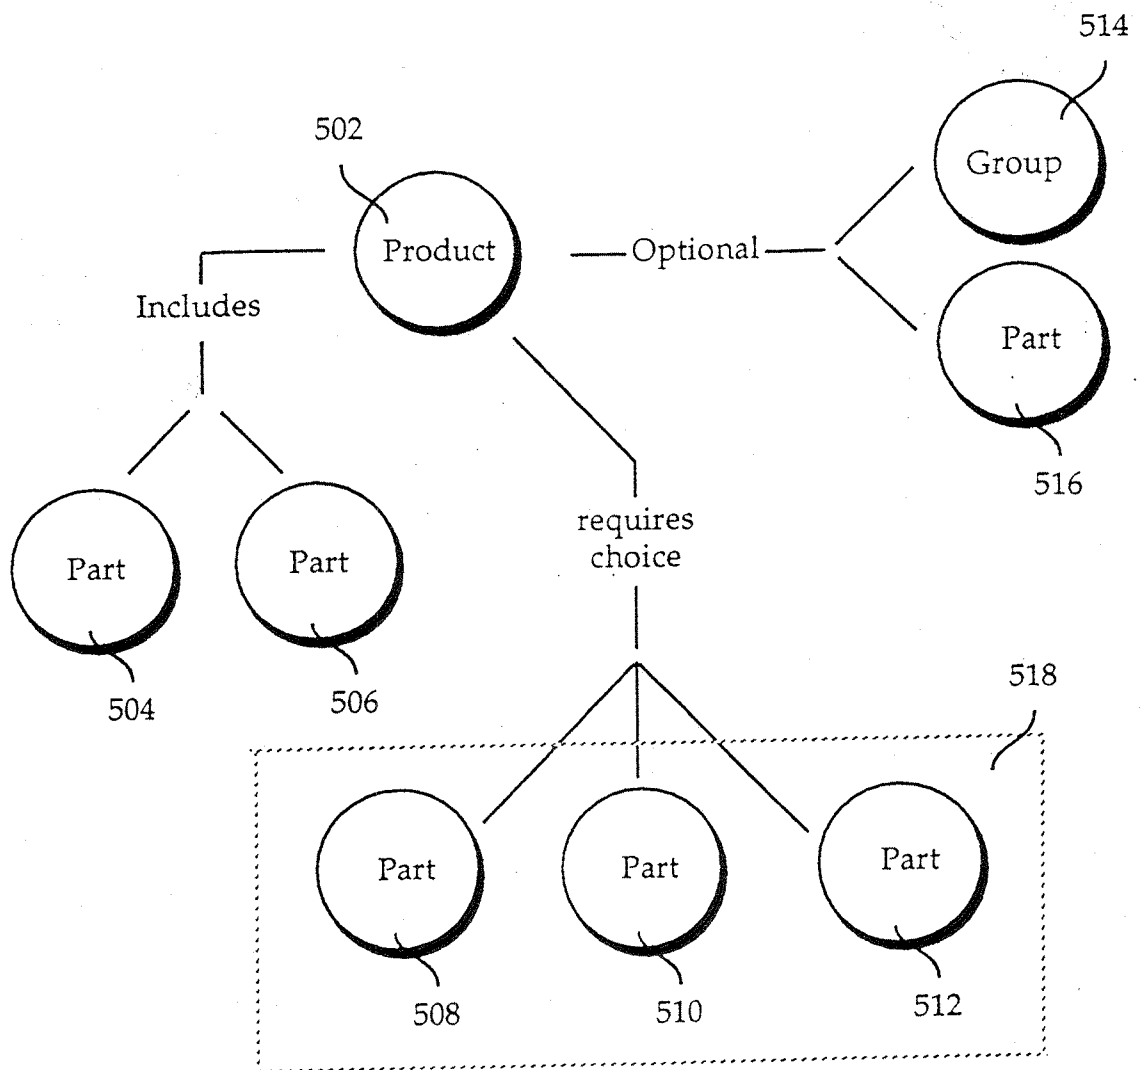 514
502
Group
Product
Optional
Includes
Part
516
requires
choice
Part
Part
504
506
518
Part
Part
Part
508
510
512